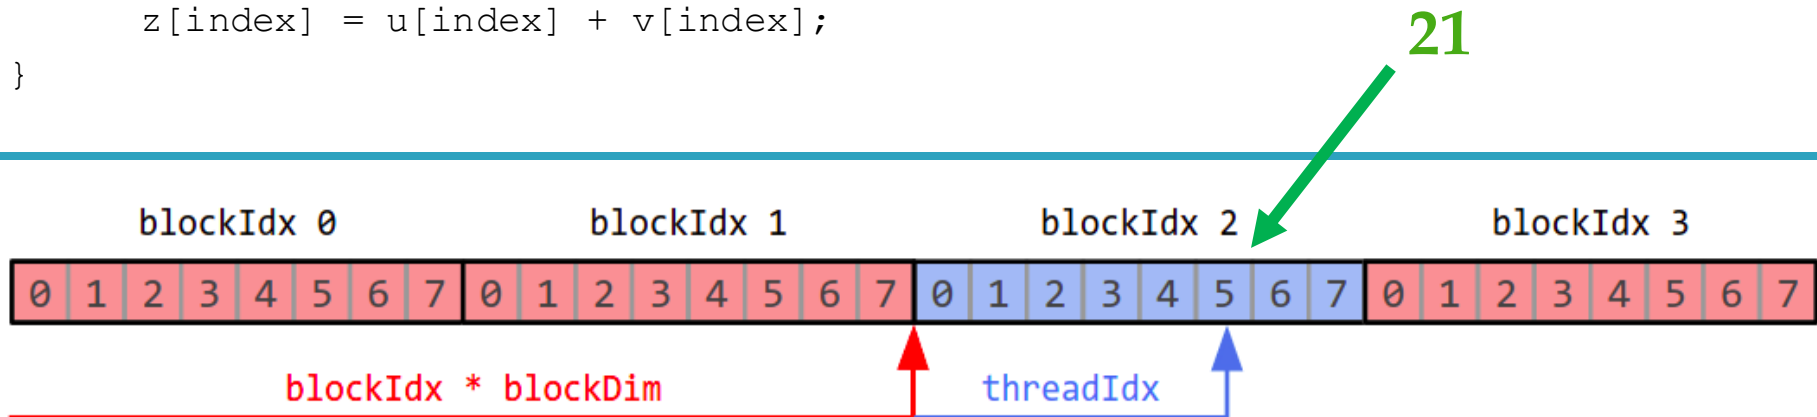 z[index] = u[index] + v[index];
}
21
blockIdx 0 blockIdx 1 blockIdx 2 blockIdx 3
0 1 2 3 4 5 6 7 0 1 2 3 4 5 6 7 0 1 2 3 4 5 6 7 0 1 2 3 4 5 6 7
blockIdx * blockDim threadIdx